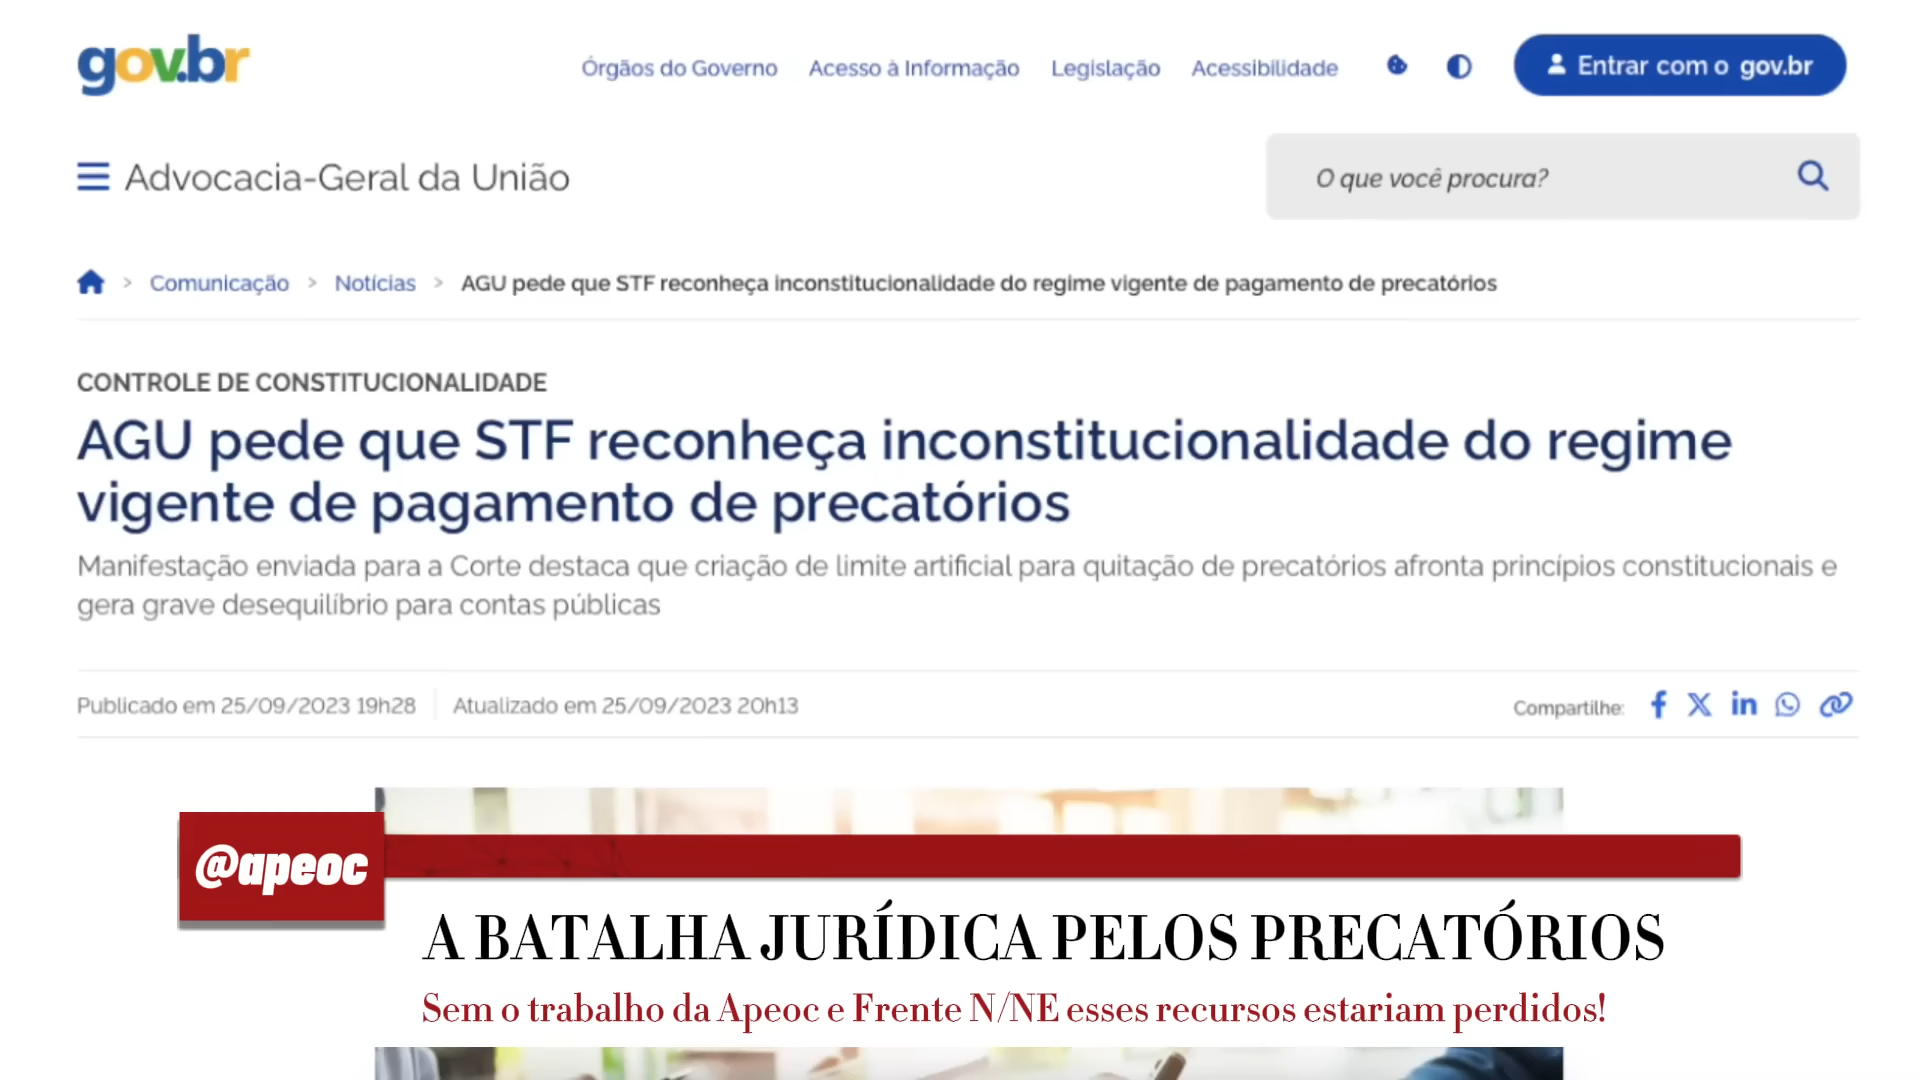 gov.br
Órgãos do Governo Acesso à Informação Legislação Acessibilidade Entrar com o gov.br
Advocacia-Geral da União
O que você procura?
> Comunicação > Notícias > AGU pede que STF reconheça inconstitucionalidade do regime vigente de pagamento de precatórios
CONTROLE DE CONSTITUCIONALIDADE
AGU pede que STF reconheça inconstitucionalidade do regime
vigente de pagamento de precatórios
Manifestação enviada para a Corte destaca que criação de limite artificial para quitação de precatórios afronta princípios constitucionais e
gera grave desequilíbrio para contas públicas
Publicado em 25/09/2023 19h28 Atualizado em 25/09/2023 20h13 Compartilhe:
@apeoc
A BATALHA JURÍDICA PELOS PRECATÓRIOS
Sem o trabalho da Apeoc e Frente N/NE esses recursos estariam perdidos!